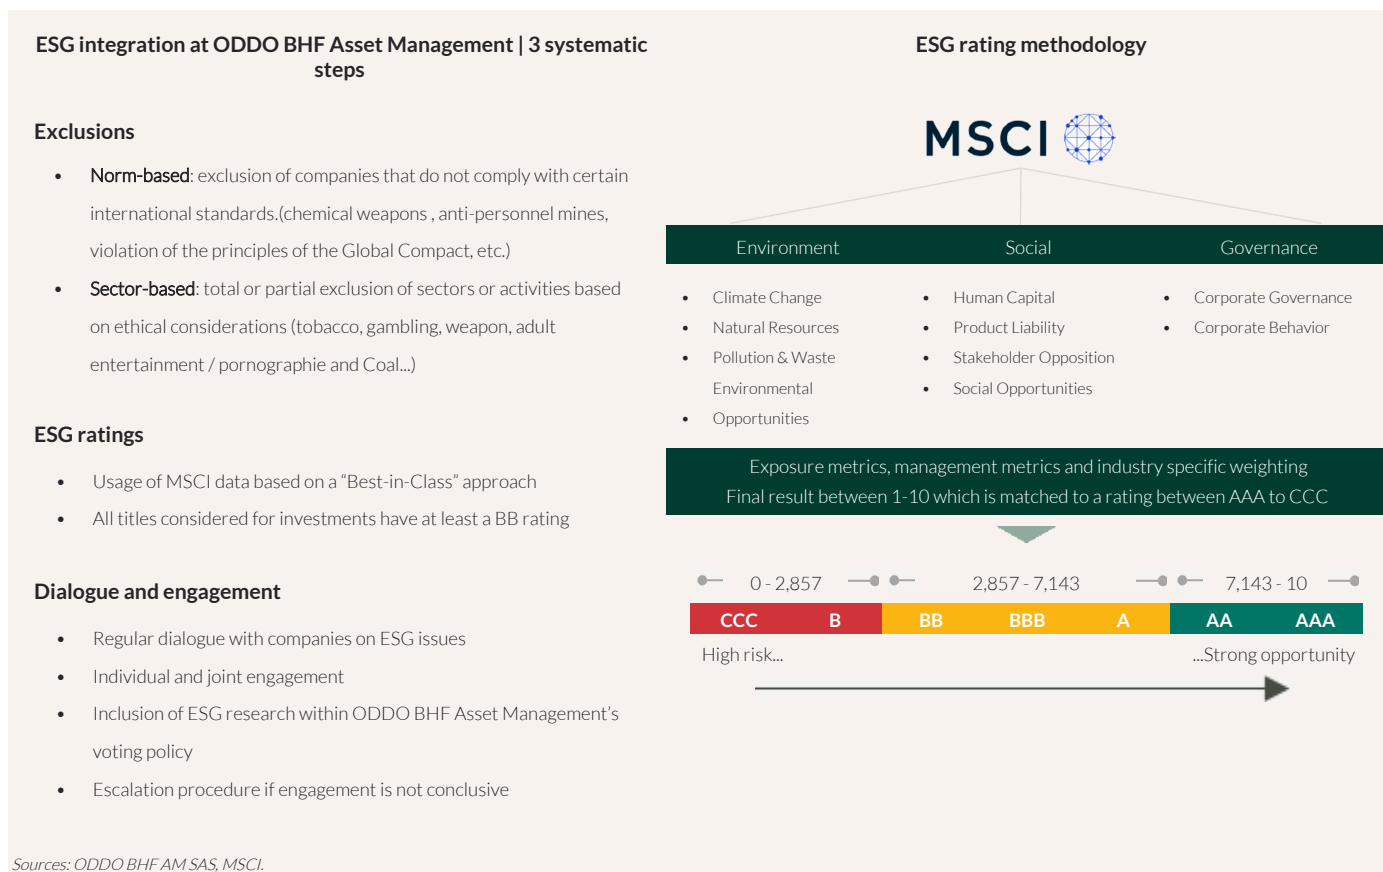 ESG integration at ODDO BHF Asset Management | 3 systematic
steps
Exclusions
• Norm-based: exclusion of companies that do not comply with certain
international standards.(chemical weapons , anti-personnel mines,
violation of the principles of the Global Compact, etc.)
• Sector-based: total or partial exclusion of sectors or activities based
on ethical considerations (tobacco, gambling, weapon, adult
entertainment / pornographie and Coal...)
ESG ratings
• Usage of MSCI data based on a “Best-in-Class” approach
• All titles considered for investments have at least a BB rating
Dialogue and engagement
• Regular dialogue with companies on ESG issues
• Individual and joint engagement
• Inclusion of ESG research within ODDO BHF Asset Management’s
voting policy
• Escalation procedure if engagement is not conclusive
ESG rating methodology
MSCI
Environment Social Governance
• Climate Change
• Natural Resources
• Pollution & Waste
Environmental
• Opportunities
• Human Capital
• Product Liability
• Stakeholder Opposition
• Social Opportunities
• Corporate Governance
• Corporate Behavior
Exposure metrics, management metrics and industry specific weighting
Final result between 1-10 which is matched to a rating between AAA to CCC
0 - 2,857 2,857 - 7,143 7,143 - 10
CCC B BB BBB A AA AAA
High risk... ...Strong opportunity
Sources: ODDO BHF AM SAS, MSCI.